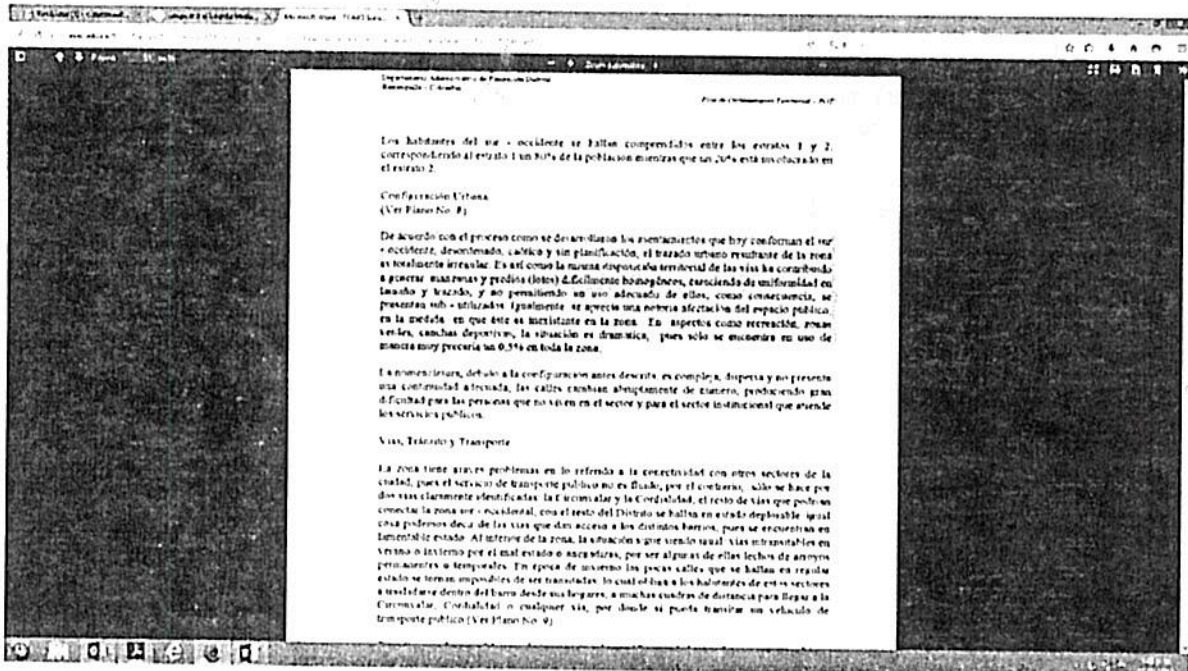 Departamento Administrativo de Planeación Distrital
Barranquilla - Colombia
Plan de Ordenamiento Territorial - POT
Los habitantes del sur - occidente se hallan comprendidos entre los estratos 1 y 2,
correspondiendo al estrato 1 un 80% de la población mientras que un 20% está involucrado en
el estrato 2.
Configuración Urbana
(Ver Plano No. 8)
De acuerdo con el proceso como se desarrollaron los asentamientos que hoy conforman el sur
- occidente, desordenado, caótico y sin planificación, el trazado urbano resultante de la zona
es totalmente irregular. Es así como la misma disposición territorial de las vías ha contribuido
a generar manzanas y predios (lotes) difícilmente homogéneos, careciendo de uniformidad en
tamaño y trazado, y no permitiendo un uso adecuado de ellos, como consecuencia, se
presentan sub - utilizados. Igualmente se aprecia una notoria afectación del espacio público,
en la medida en que éste es inexistente en la zona. En aspectos como recreación, zonas
verdes, canchas deportivas, la situación es dramática, pues sólo se encuentra en uso de
manera muy precaria un 0.5% en toda la zona.
La nomenclatura, debido a la configuración antes descrita, es compleja, dispersa y no presenta
una continuidad adecuada, las calles cambian abruptamente de número, produciendo gran
dificultad para las personas que no viven en el sector y para el sector institucional que atiende
los servicios públicos.
Vías, Tránsito y Transporte
La zona tiene graves problemas en lo referido a la conectividad con otros sectores de la
ciudad, pues el servicio de transporte público no es fluido, por el contrario, sólo se hace por
dos vías claramente identificadas: la Circunvalar y la Cordialidad, el resto de vías que podrían
conectar la zona sur - occidental, con el resto del Distrito se hallan en estado deplorable igual
cosa podemos decir de las vías que dan acceso a los distintos barrios, pues se encuentran en
lamentable estado. Al interior de la zona, la situación sigue siendo igual: vías intransitables en
verano o invierno por el mal estado o por ser algunas de ellas lechos de arroyos
permanentes o temporales. En época de invierno las pocas calles que se hallan en regular
estado se tornan imposibles de ser transitadas, lo cual obliga a los habitantes de estos sectores
a trasladarse dentro del barro desde sus hogares, a muchas cuadras de distancia para llegar a la
Circunvalar, Cordialidad o cualquier vía, por donde si pueda transitar un vehículo de
transporte público (Ver Plano No. 9)